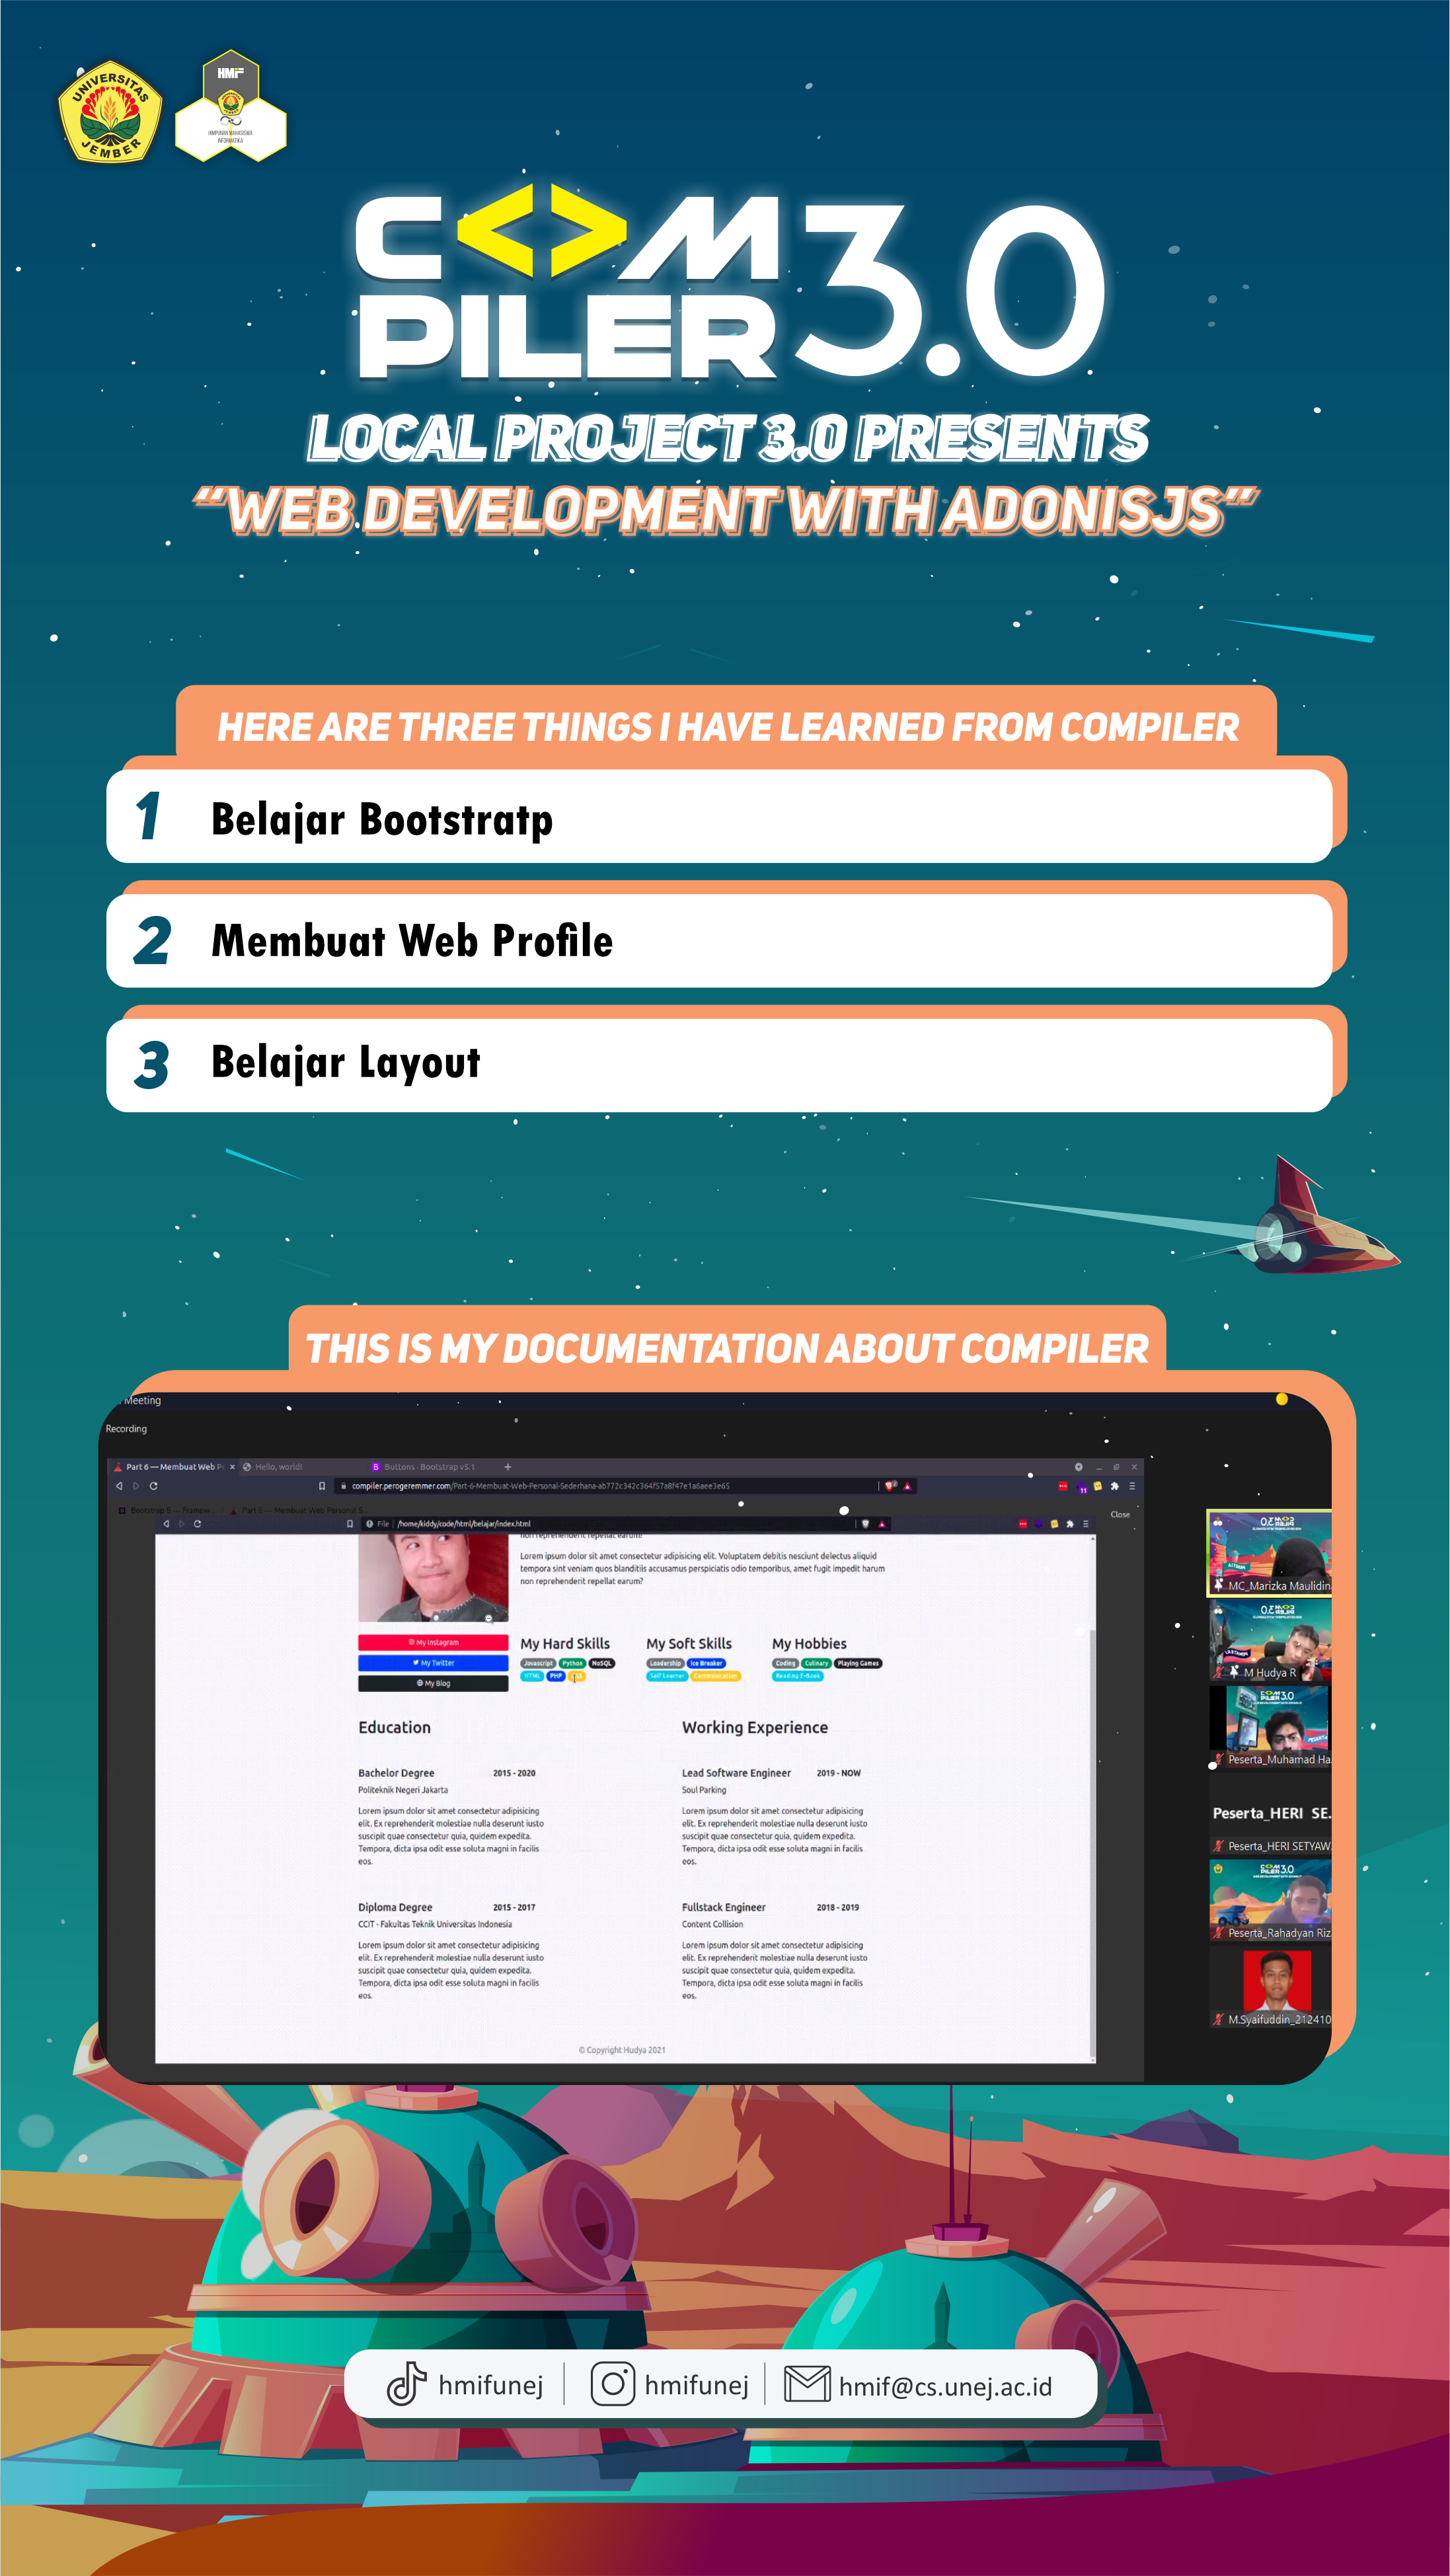 UNIVERSITAS
JEMBER
HMIF
HIMPUNAN MAHASISWA
INFORMATIKA
C<>M
PILER 3.0
LOCAL PROJECT 3.0 PRESENTS
“WEB DEVELOPMENT WITH ADONISJS”
HERE ARE THREE THINGS I HAVE LEARNED FROM COMPILER
1 Belajar Bootstratp
2 Membuat Web Profile
3 Belajar Layout
THIS IS MY DOCUMENTATION ABOUT COMPILER
Meeting
Recording
Part 6 — Membuat Web P
Hello, world!
Buttons · Bootstrap v5.1
compiler.perogeremmer.com/Part-6-Membuat-Web-Personal-Sederhana-ab772c342c364f57a8f47e1a6aee3e65
Bootstrap 5 — Framew...
Part 6 — Membuat Web Personal S...
Close
File /home/kiddy/code/html/belajar/index.html
non reprehenderit repellat earum?
Lorem ipsum dolor sit amet consectetur adipisicing elit. Voluptatem debitis nesciunt delectus aliquid
tempora sint veniam quos blanditiis accusamus perspiciatis odio temporibus, amet fugit impedit harum
non reprehenderit repellat earum?
My Instagram
My Twitter
My Blog
My Hard Skills
Javascript Python NoSQL
HTML PHP
My Soft Skills
Leadership Ice Breaker
Self Learner Communication
My Hobbies
Coding Culinary Playing Games
Reading E-Book
Education
Bachelor Degree 2015 - 2020
Politeknik Negeri Jakarta
Lorem ipsum dolor sit amet consectetur adipisicing
elit. Ex reprehenderit molestiae nulla deserunt iusto
suscipit quae consectetur quia, quidem expedita.
Tempora, dicta ipsa odit esse soluta magni in facilis
eos.
Diploma Degree 2015 - 2017
CCIT - Fakultas Teknik Universitas Indonesia
Lorem ipsum dolor sit amet consectetur adipisicing
elit. Ex reprehenderit molestiae nulla deserunt iusto
suscipit quae consectetur quia, quidem expedita.
Tempora, dicta ipsa odit esse soluta magni in facilis
eos.
Working Experience
Lead Software Engineer 2019 - NOW
Soul Parking
Lorem ipsum dolor sit amet consectetur adipisicing
elit. Ex reprehenderit molestiae nulla deserunt iusto
suscipit quae consectetur quia, quidem expedita.
Tempora, dicta ipsa odit esse soluta magni in facilis
eos.
Fullstack Engineer 2018 - 2019
Content Collision
Lorem ipsum dolor sit amet consectetur adipisicing
elit. Ex reprehenderit molestiae nulla deserunt iusto
suscipit quae consectetur quia, quidem expedita.
Tempora, dicta ipsa odit esse soluta magni in facilis
eos.
© Copyright Hudya 2021
MC_Marizka Maulidin
M Hudya R
Peserta_Muhamad Ha
Peserta_HERI SE.
Peserta_HERI SETYAW
Peserta_Rahadyan Riz
M.Syaifuddin_212410
hmifunej
hmifunej
hmif@cs.unej.ac.id